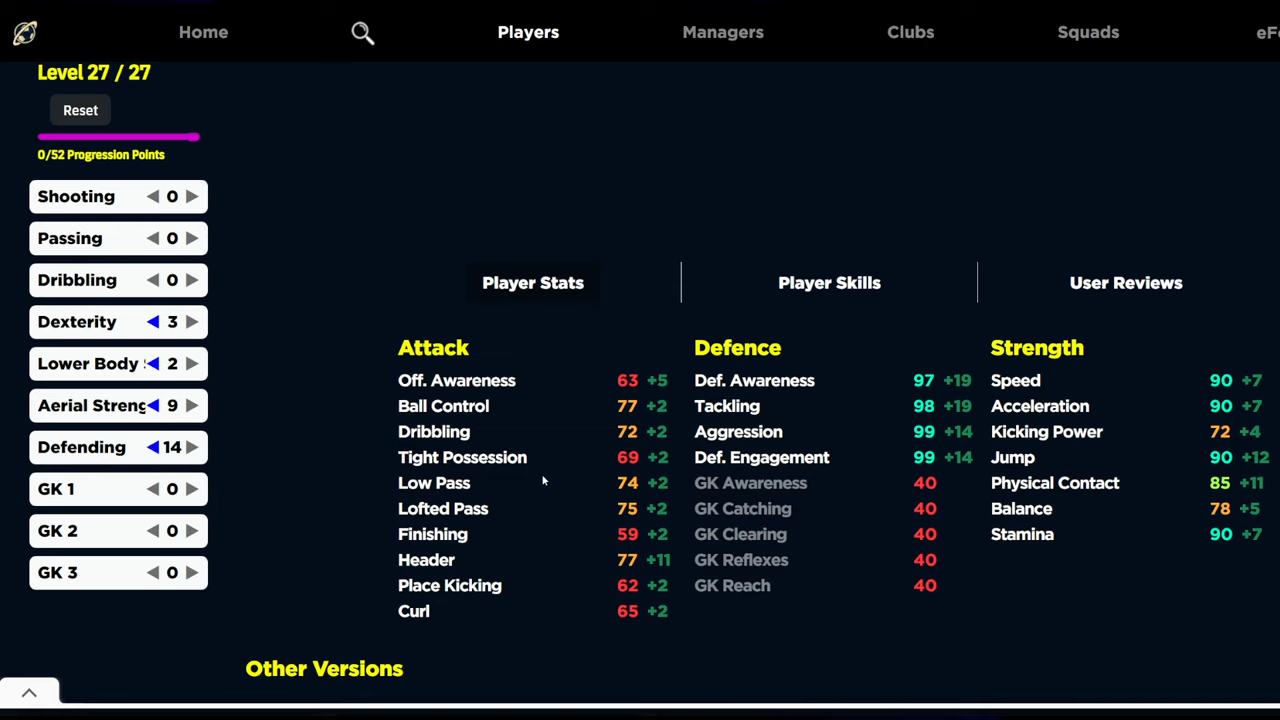 Home Players Managers Clubs Squads eFo
Level 27 / 27
Reset
0/52 Progression Points
Shooting 0
Passing 0
Dribbling 0
Dexterity 3
Lower Body 2
Aerial Streng 9
Defending 14
GK 1 0
GK 2 0
GK 3 0
Player Stats Player Skills User Reviews
Attack
Off. Awareness 63 +5
Ball Control 77 +2
Dribbling 72 +2
Tight Possession 69 +2
Low Pass 74 +2
Lofted Pass 75 +2
Finishing 59 +2
Header 77 +11
Place Kicking 62 +2
Curl 65 +2
Defence
Def. Awareness 97 +19
Tackling 98 +19
Aggression 99 +14
Def. Engagement 99 +14
GK Awareness 40
GK Catching 40
GK Clearing 40
GK Reflexes 40
GK Reach 40
Strength
Speed 90 +7
Acceleration 90 +7
Kicking Power 72 +4
Jump 90 +12
Physical Contact 85 +11
Balance 78 +5
Stamina 90 +7
Other Versions